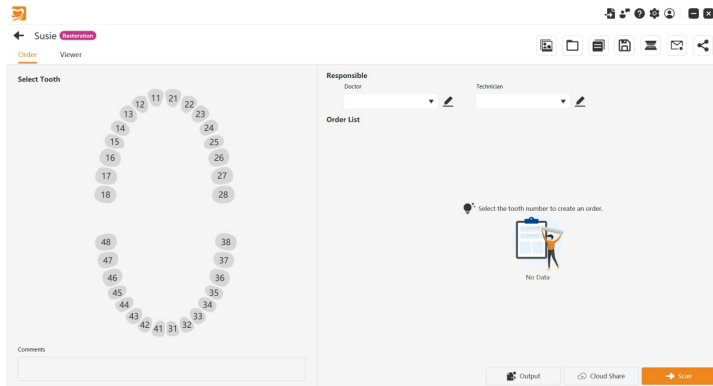 Susie Restoration
Order Viewer
Select Tooth
11 21
12 22
13 23
14 24
15 25
16 26
17 27
18 28
48 38
47 37
46 36
45 35
44 34
43 33
42 41 31 32
Comments
Responsible
Doctor Technician
Order List
Select the tooth number to create an order.
No Data
Output Cloud Share Scan